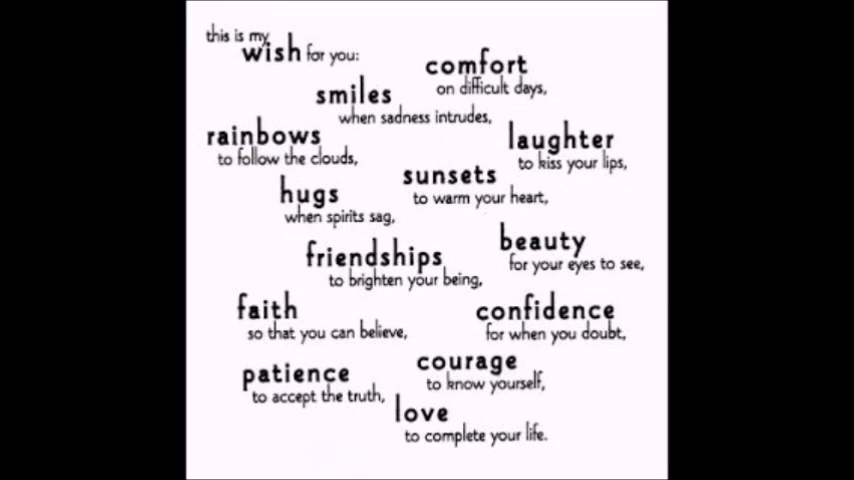 this is my
wish for you:
comfort
on difficult days,
smiles
when sadness intrudes,
rainbows
to follow the clouds,
laughter
to kiss your lips,
sunsets
to warm your heart,
hugs
when spirits sag,
beauty
for your eyes to see,
friendships
to brighten your being,
faith
so that you can believe,
confidence
for when you doubt,
courage
to know yourself,
patience
to accept the truth,
love
to complete your life.